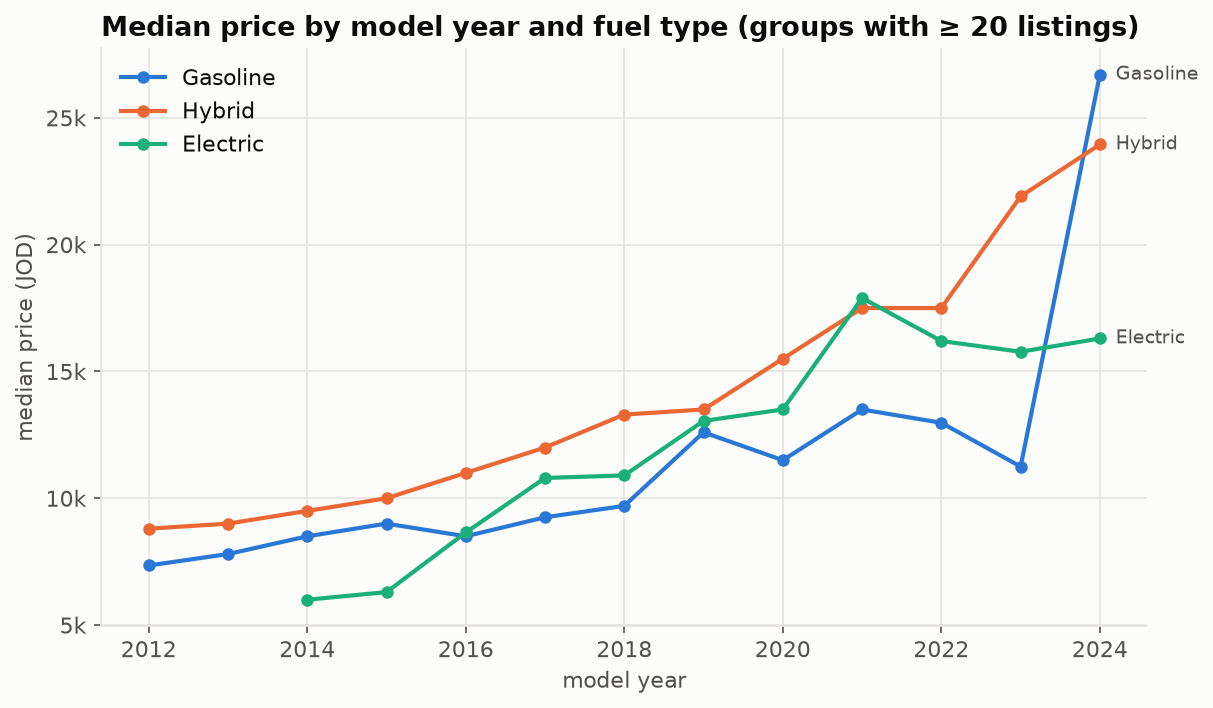 Median price by model year and fuel type (groups with ≥ 20 listings)
Gasoline
Hybrid
Electric
Gasoline
Hybrid
Electric
25k
20k
15k
10k
5k
median price (JOD)
2012 2014 2016 2018 2020 2022 2024
model year